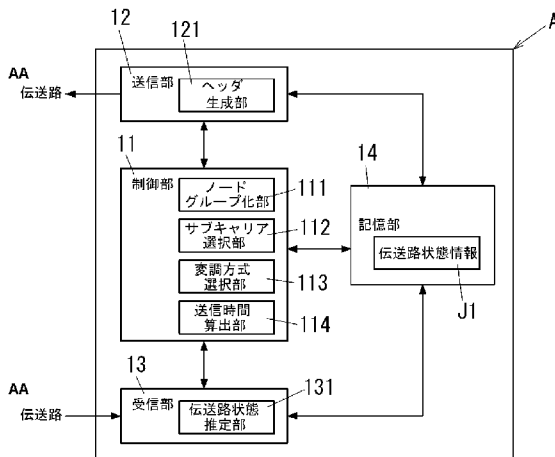 A
12
121
送信部
ヘッダ
生成部
AA
伝送路
11
制御部
ノード
グループ化部
111
サブキャリア
選択部
112
変調方式
選択部
113
送信時間
算出部
114
14
記憶部
伝送路状態情報
J1
13
受信部
131
伝送路状態
推定部
AA
伝送路